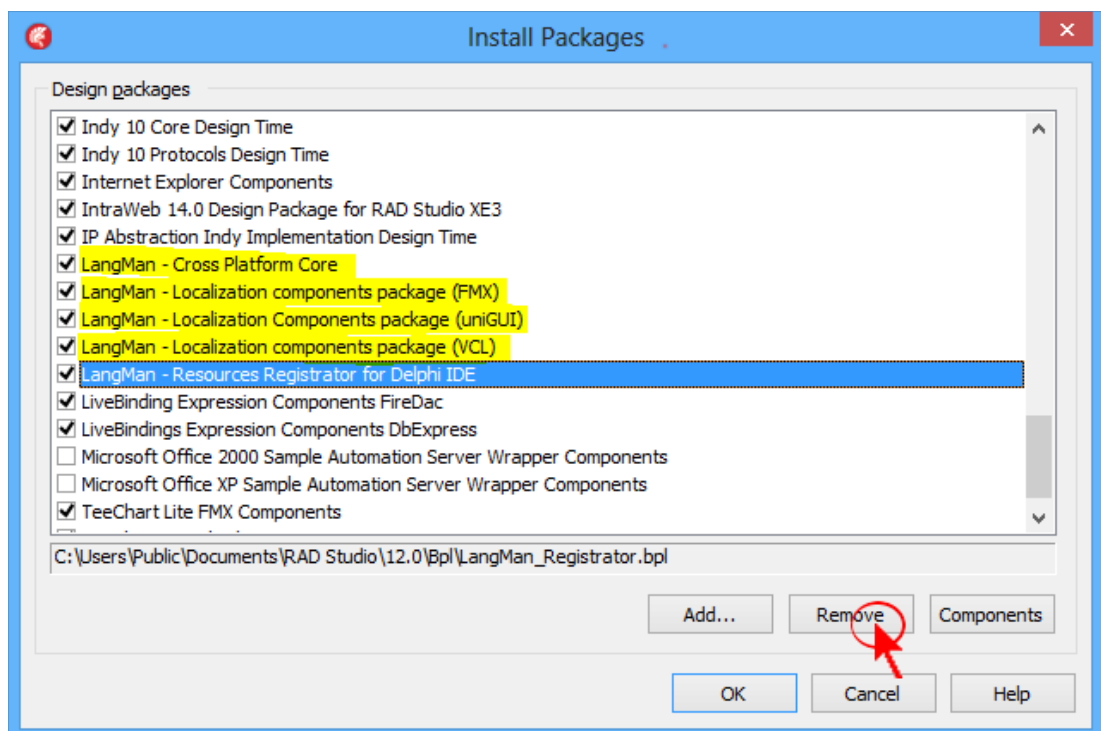 Install Packages
Design packages
Indy 10 Core Design Time
Indy 10 Protocols Design Time
Internet Explorer Components
IntraWeb 14.0 Design Package for RAD Studio XE3
IP Abstraction Indy Implementation Design Time
LangMan - Cross Platform Core
LangMan - Localization components package (FMX)
LangMan - Localization Components package (uniGUI)
LangMan - Localization components package (VCL)
LangMan - Resources Registrator for Delphi IDE
LiveBinding Expression Components FireDac
LiveBindings Expression Components DbExpress
Microsoft Office 2000 Sample Automation Server Wrapper Components
Microsoft Office XP Sample Automation Server Wrapper Components
TeeChart Lite FMX Components
C:\Users\Public\Documents\RAD Studio\12.0\Bpl\LangMan_Registrator.bpl
Add... Remove Components
OK Cancel Help